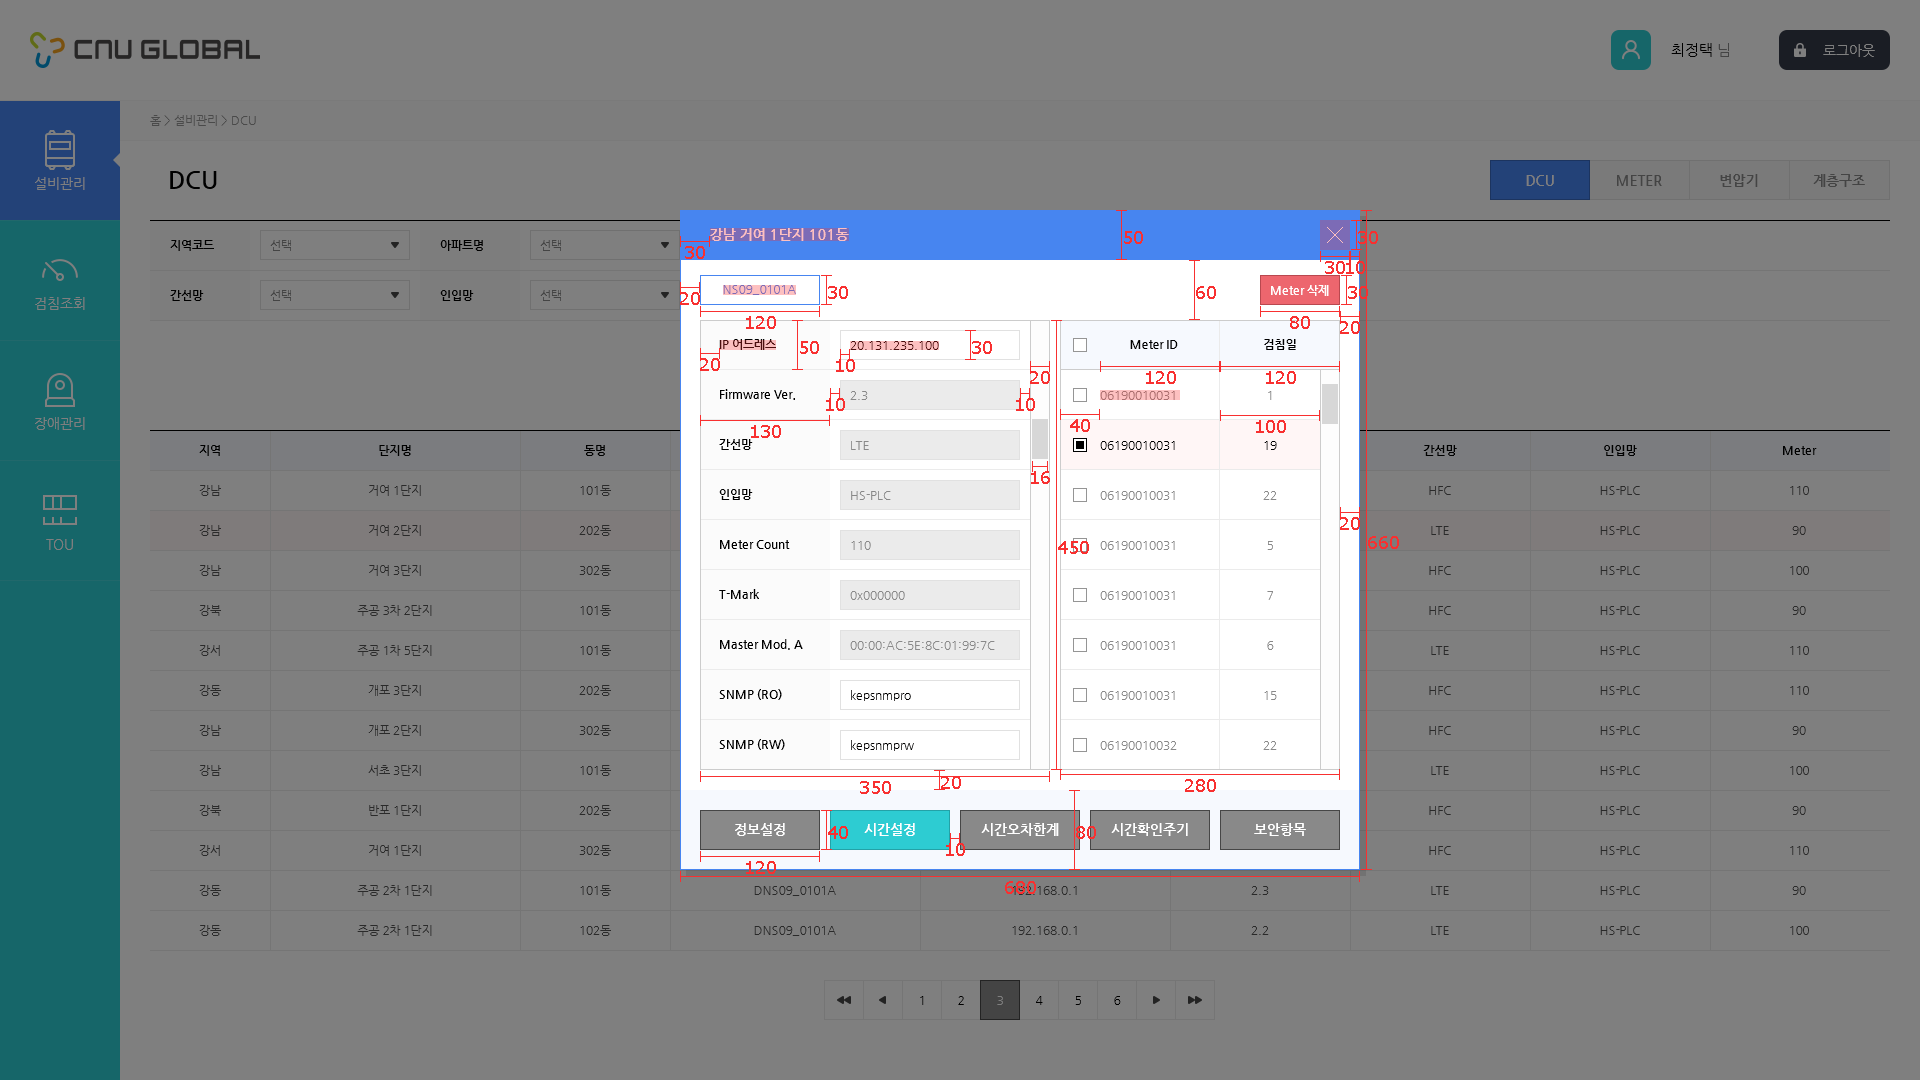 CNU GLOBAL
최정택 님
로그아웃
홈 > 설비관리 > DCU
설비관리
검침조회
장애관리
TOU
DCU
DCU METER 변압기 계층구조
지역코드 선택 아파트명 선택
간선망 선택 인입망 선택
강남 거여 1단지 101동
50
30
30
30
10
20
NS09_0101A
30
60
Meter 삭제
30
120
80
20
IP 어드레스
50
20.131.235.100
30
Meter ID 검침일
20
10
20
120 120
Firmware Ver.
10
2.3
10
06190010031 1
130
40
100
간선망 LTE
06190010031 19
16
인입망 HS-PLC
06190010031 22
20
Meter Count 110
450
06190010031 5
660
T-Mark 0x000000
06190010031 7
Master Mod. A 00:00:AC:5E:8C:01:99:7C
06190010031 6
SNMP (RO) kepsnmpro
06190010031 15
SNMP (RW) kepsnmprw
06190010032 22
350
20
280
정보설정 시간설정 시간오차한계 시간확인주기 보안항목
40
80
10
120
680
지역 단지명 동명 간선망 인입망 Meter
강남 거여 1단지 101동 HFC HS-PLC 110
강남 거여 2단지 202동 LTE HS-PLC 90
강남 거여 3단지 302동 HFC HS-PLC 100
강북 주공 3차 2단지 101동 HFC HS-PLC 90
강서 주공 1차 5단지 101동 LTE HS-PLC 110
강동 개포 3단지 202동 HFC HS-PLC 110
강남 개포 2단지 302동 HFC HS-PLC 90
강남 서초 3단지 101동 LTE HS-PLC 100
강북 반포 1단지 202동 HFC HS-PLC 90
강서 거여 1단지 302동 HFC HS-PLC 110
강동 주공 2차 1단지 101동 DNS09_0101A 192.168.0.1 2.3 LTE HS-PLC 90
강동 주공 2차 1단지 102동 DNS09_0101A 192.168.0.1 2.2 LTE HS-PLC 100
1 2 3 4 5 6